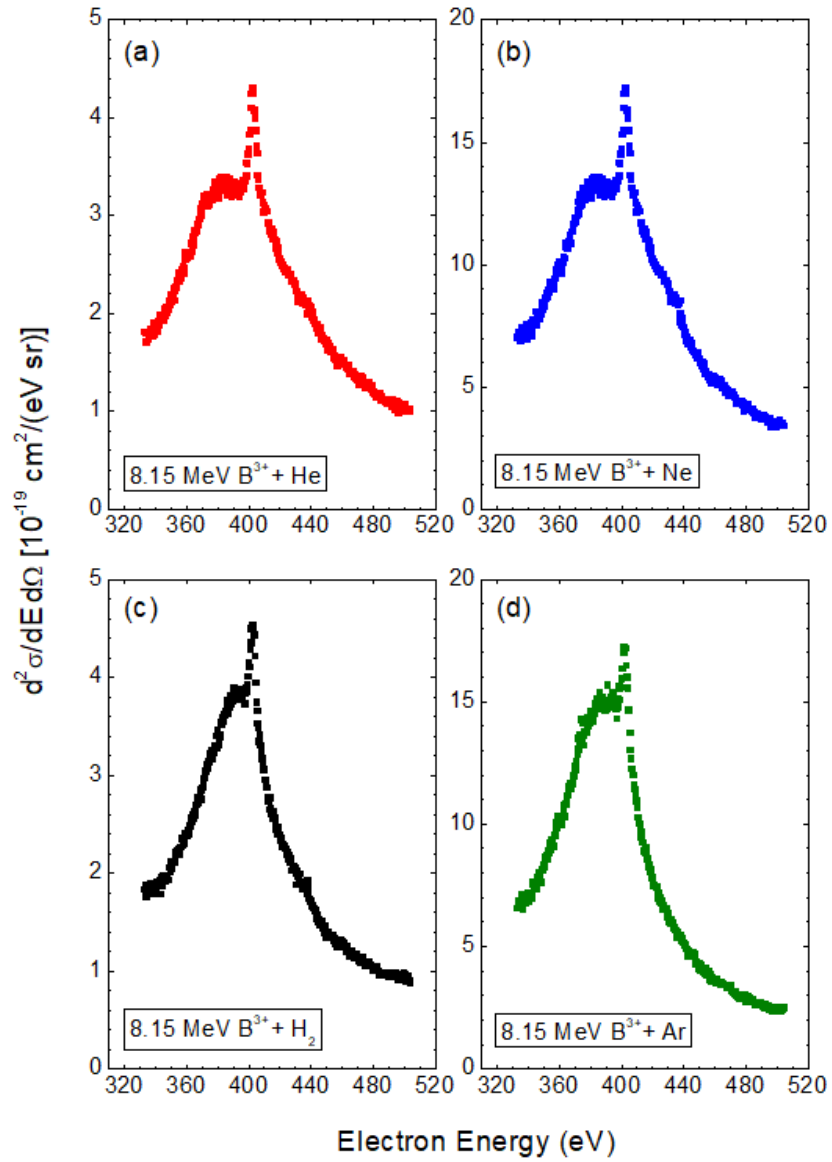 d²σ/dE dΩ [10⁻¹⁹ cm²/(eV sr)]
(a)
5
4
3
2
1
0
8.15 MeV B³⁺ + He
320 360 400 440 480 520
(b)
20
15
10
5
0
8.15 MeV B³⁺ + Ne
320 360 400 440 480 520
(c)
5
4
3
2
1
0
8.15 MeV B³⁺ + H₂
320 360 400 440 480 520
(d)
20
15
10
5
0
8.15 MeV B³⁺ + Ar
320 360 400 440 480 520
Electron Energy (eV)